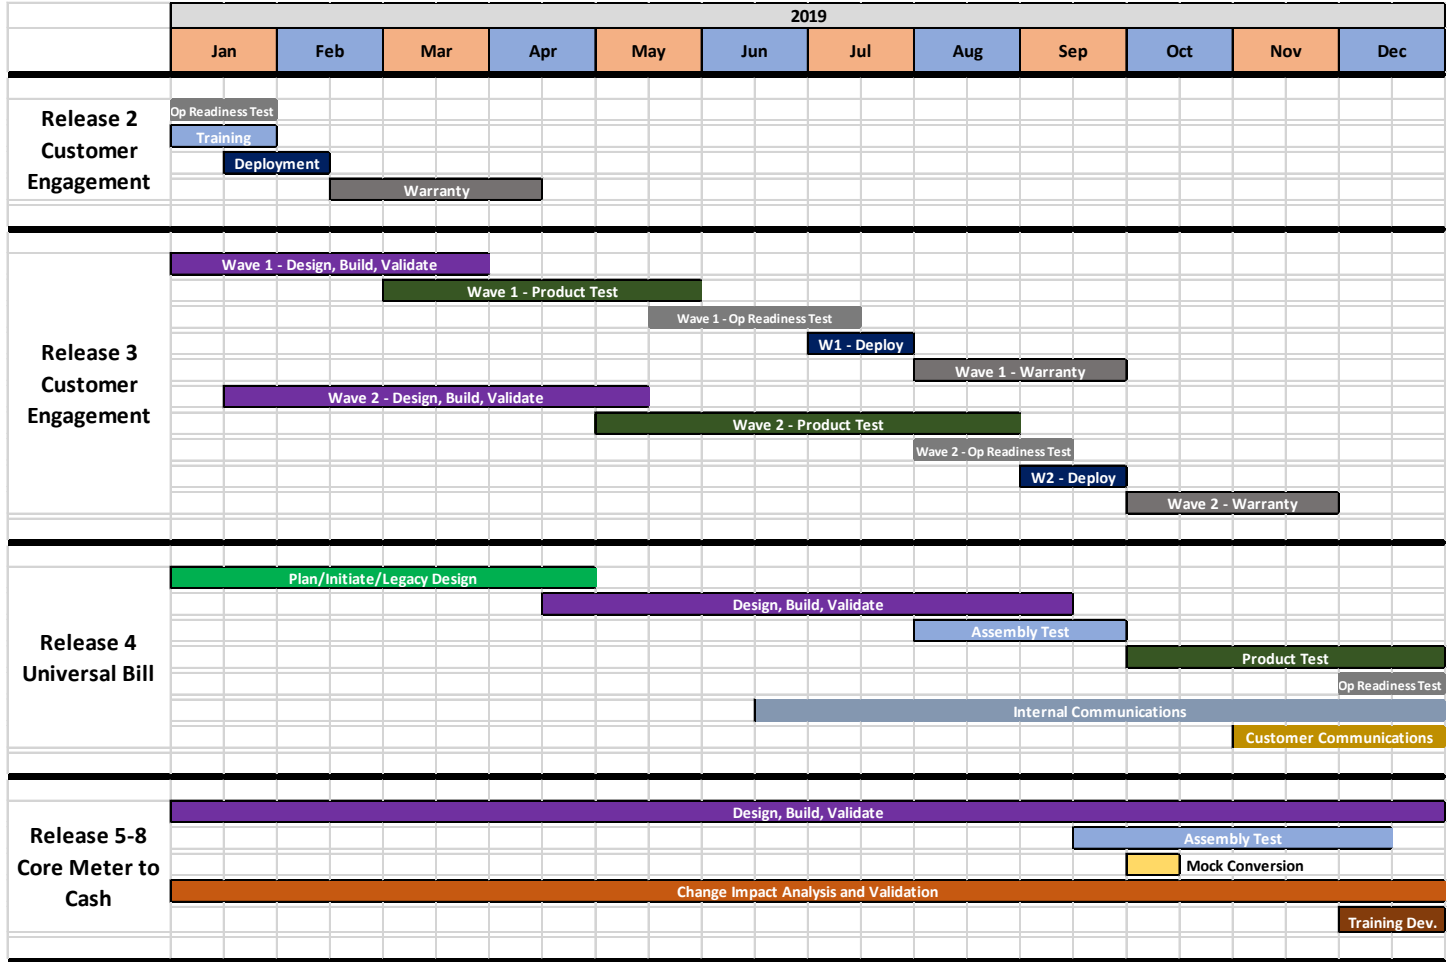 2019
Jan Feb Mar Apr May Jun Jul Aug Sep Oct Nov Dec
Release 2
Customer
Engagement
Op Readiness Test
Training
Deployment
Warranty
Release 3
Customer
Engagement
Wave 1 - Design, Build, Validate
Wave 1 - Product Test
Wave 1 - Op Readiness Test
W1 - Deploy
Wave 1 - Warranty
Wave 2 - Design, Build, Validate
Wave 2 - Product Test
Wave 2 - Op Readiness Test
W2 - Deploy
Wave 2 - Warranty
Release 4
Universal Bill
Plan/Initiate/Legacy Design
Design, Build, Validate
Assembly Test
Product Test
Op Readiness Test
Internal Communications
Customer Communications
Release 5-8
Core Meter to
Cash
Design, Build, Validate
Assembly Test
Mock Conversion
Change Impact Analysis and Validation
Training Dev.